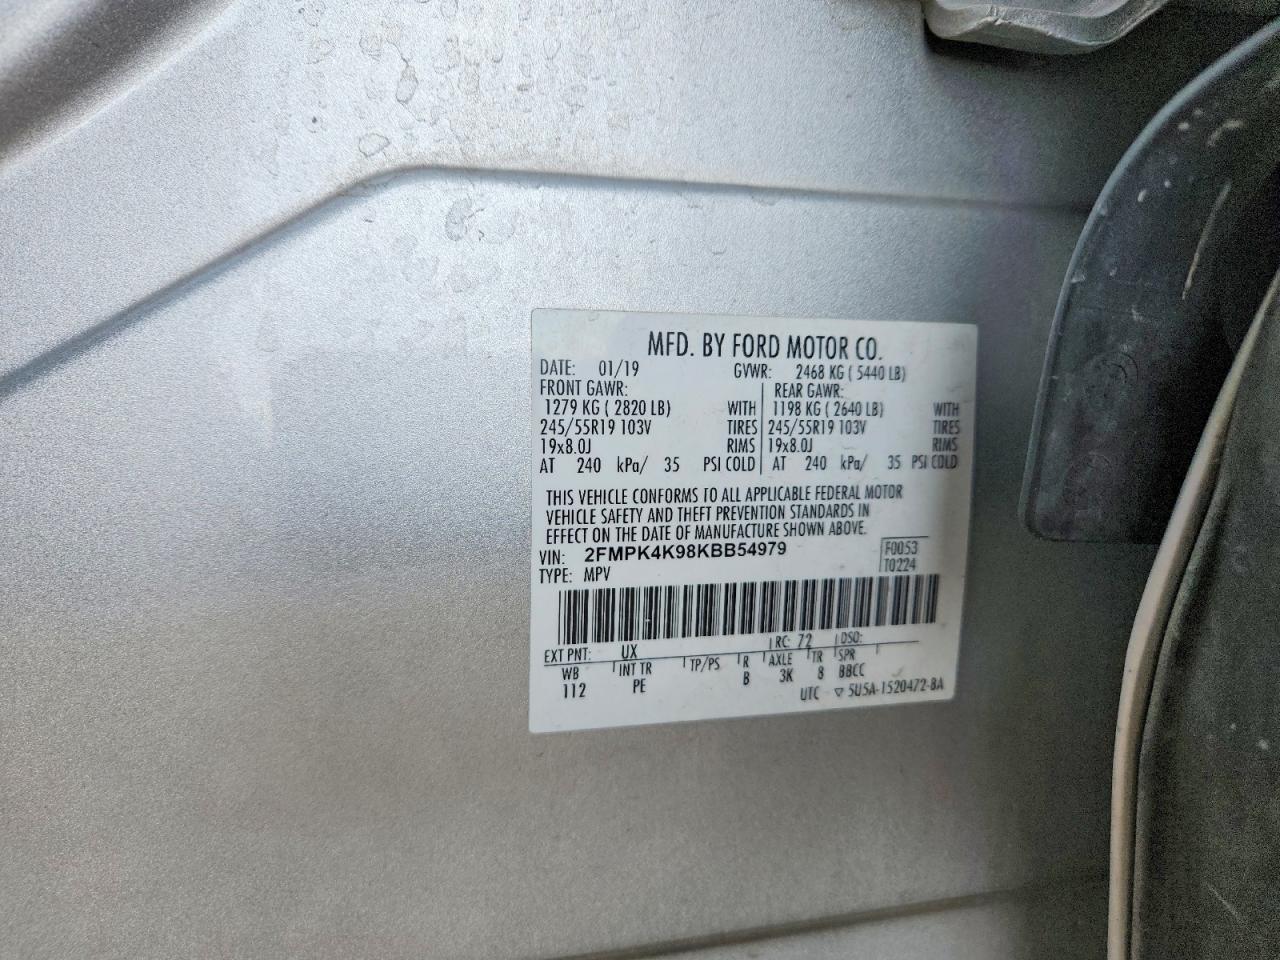 MFD. BY FORD MOTOR CO.
DATE: 01/19 GVWR: 2468 KG ( 5440 LB)
FRONT GAWR: REAR GAWR:
1279 KG ( 2820 LB) WITH 1198 KG ( 2640 LB) WITH
245/55R19 103V TIRES 245/55R19 103V TIRES
19x8.0J RIMS 19x8.0J RIMS
AT 240 kPa/ 35 PSI COLD AT 240 kPa/ 35 PSI COLD
THIS VEHICLE CONFORMS TO ALL APPLICABLE FEDERAL MOTOR
VEHICLE SAFETY AND THEFT PREVENTION STANDARDS IN
EFFECT ON THE DATE OF MANUFACTURE SHOWN ABOVE.
VIN: 2FMPK4K98KBB54979 F0053
TYPE: MPV T0224
EXT PNT: UX RC: 72 DSO:
WB INT TR TP/PS R AXLE TR SPR
112 PE B 3K 8 BBCC
UTC ▽ 5U5A-1520472-BA